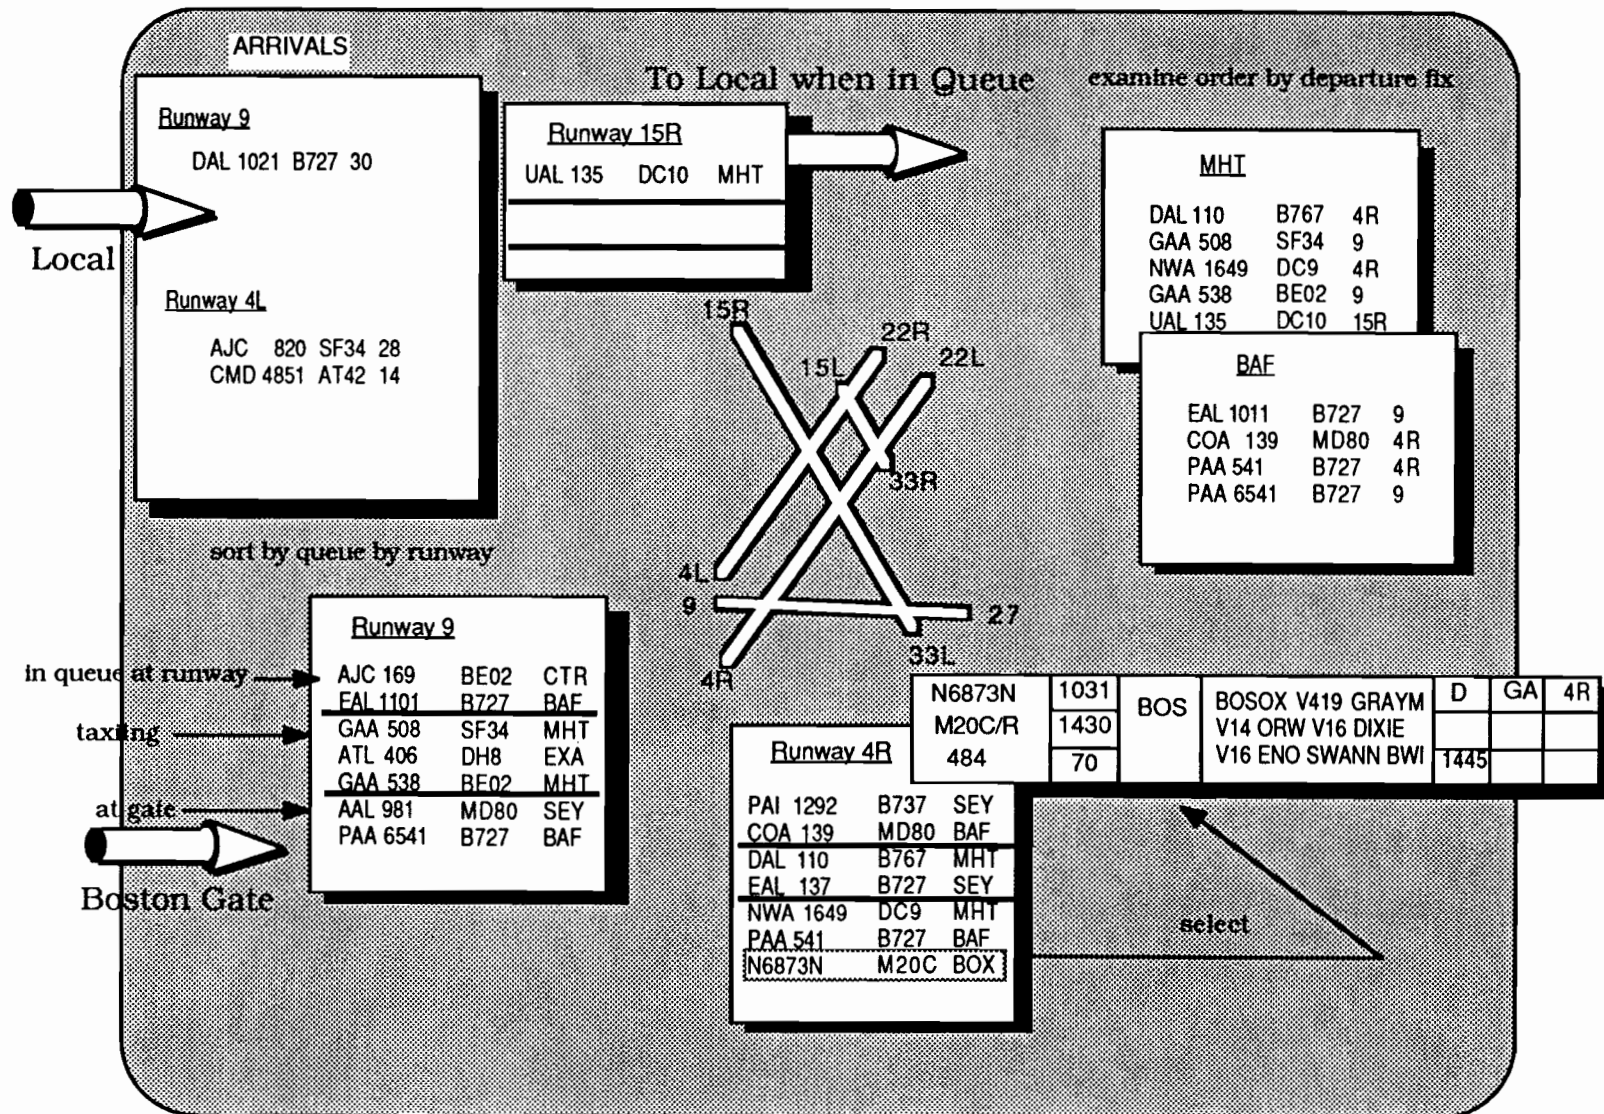 ARRIVALS
Runway 9
DAL 1021 B727 30
Local
Runway 4L
AJC 820 SF34 28
CMD 4851 AT42 14
To Local when in Queue
Runway 15R
UAL 135 DC10 MHT
examine order by departure fix
MHT
DAL 110 B767 4R
GAA 508 SF34 9
NWA 1649 DC9 4R
GAA 538 BE02 9
UAL 135 DC10 15R
BAF
EAL 1011 B727 9
COA 139 MD80 4R
PAA 541 B727 4R
PAA 6541 B727 9
15R
22R
15L
22L
33R
4L
9
27
33L
4R
sort by queue by runway
Runway 9
in queue at runway
AJC 169 BE02 CTR
EAL 1101 B727 BAF
taxiing
GAA 508 SF34 MHT
ATL 406 DH8 EXA
GAA 538 BE02 MHT
at gate
AAL 981 MD80 SEY
PAA 6541 B727 BAF
Boston Gate
Runway 4R
PAI 1292 B737 SEY
COA 139 MD80 BAF
DAL 110 B767 MHT
EAL 137 B727 SEY
NWA 1649 DC9 MHT
PAA 541 B727 BAF
N6873N M20C BOX
N6873N 1031 BOS BOSOX V419 GRAYM D GA 4R
M20C/R 1430 V14 ORW V16 DIXIE
484 70 V16 ENO SWANN BWI 1445
select